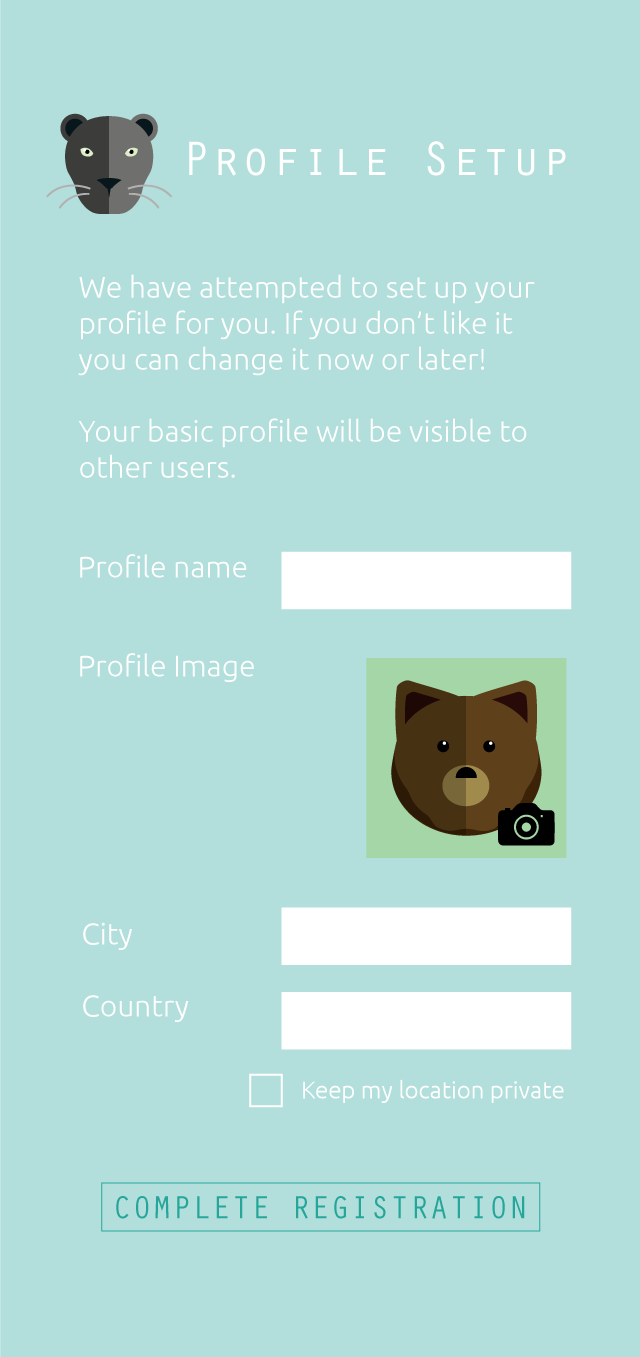 Profile Setup
We have attempted to set up your
profile for you. If you don’t like it
you can change it now or later!
Your basic profile will be visible to
other users.
Profile name
Profile Image
City
Country
Keep my location private
COMPLETE REGISTRATION